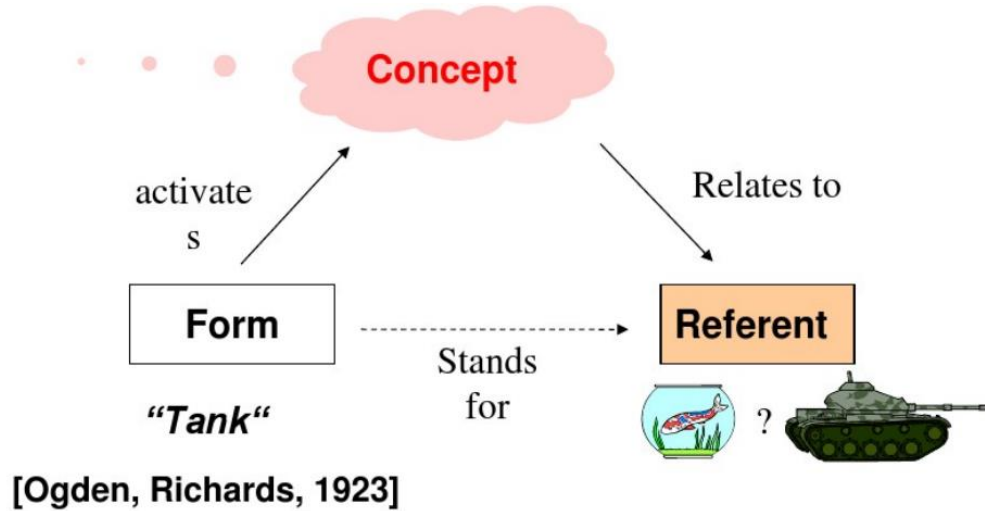 Concept
activate
s
Relates to
Form
Referent
Stands
for
“Tank“
?
[Ogden, Richards, 1923]